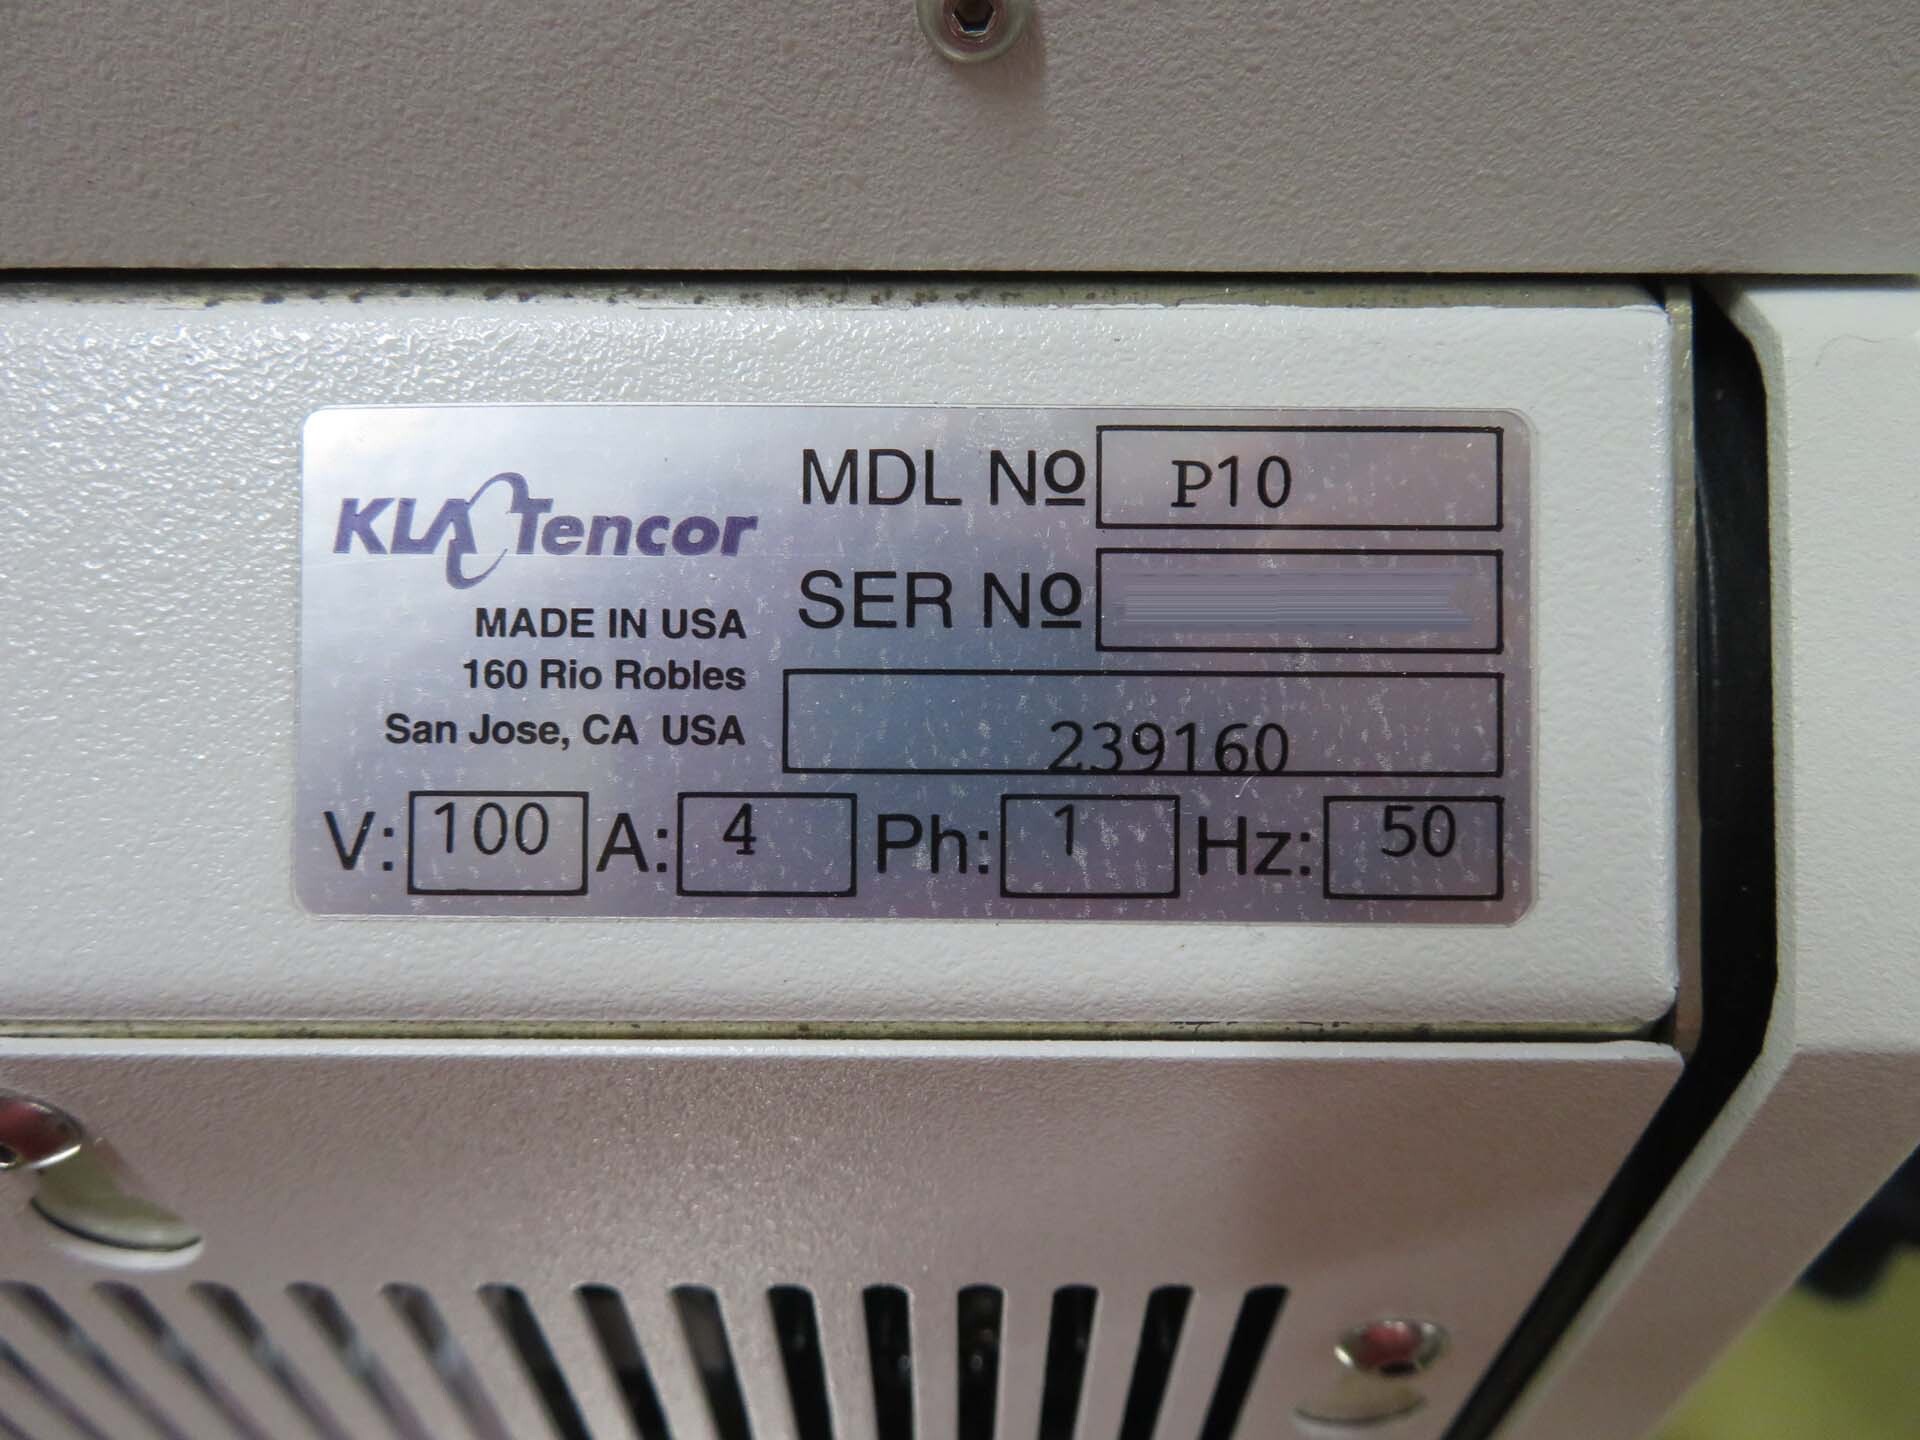 KLA Tencor
MADE IN USA
160 Rio Robles
San Jose, CA USA
MDL Nº P10
SER Nº
239160
V: 100 A: 4 Ph: 1 Hz: 50